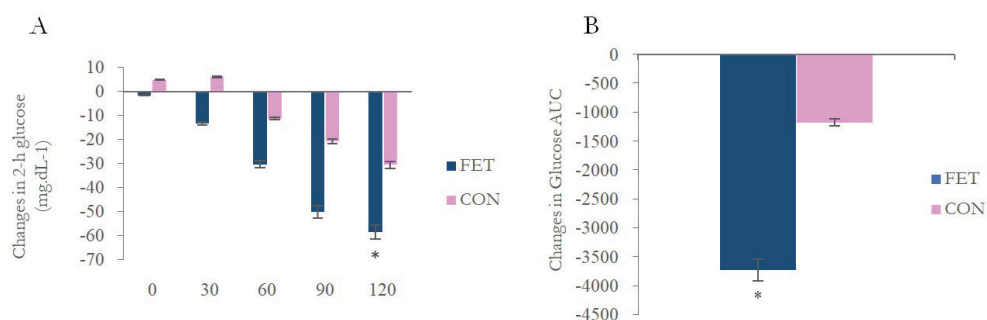 A
Changes in 2-h glucose
(mg.dL-1)
10
0
-10
-20
-30
-40
-50
-60
-70
*
0 30 60 90 120
FET
CON
B
Changes in Glucose AUC
0
-500
-1000
-1500
-2000
-2500
-3000
-3500
-4000
-4500
*
FET
CON